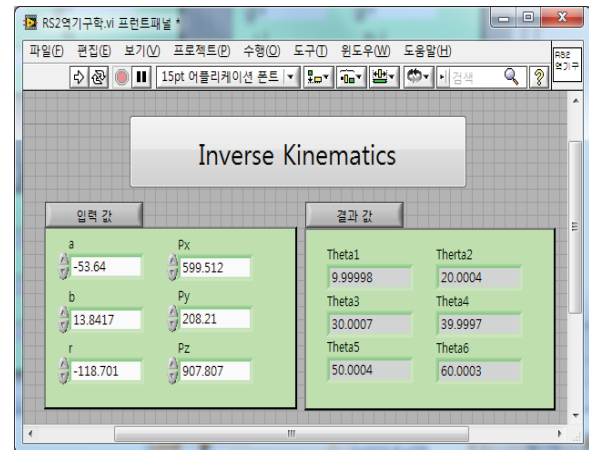 RS2역기구학.vi 프런트패널 *
파일(F) 편집(E) 보기(V) 프로젝트(P) 수행(O) 도구(T) 윈도우(W) 도움말(H)
RS2
역기구
15pt 어플리케이션 폰트
검색
Inverse Kinematics
입력 값
a Px
-53.64 599.512
b Py
13.8417 208.21
r Pz
-118.701 907.807
결과 값
Theta1 Therta2
9.99998 20.0004
Theta3 Theta4
30.0007 39.9997
Theta5 Theta6
50.0004 60.0003